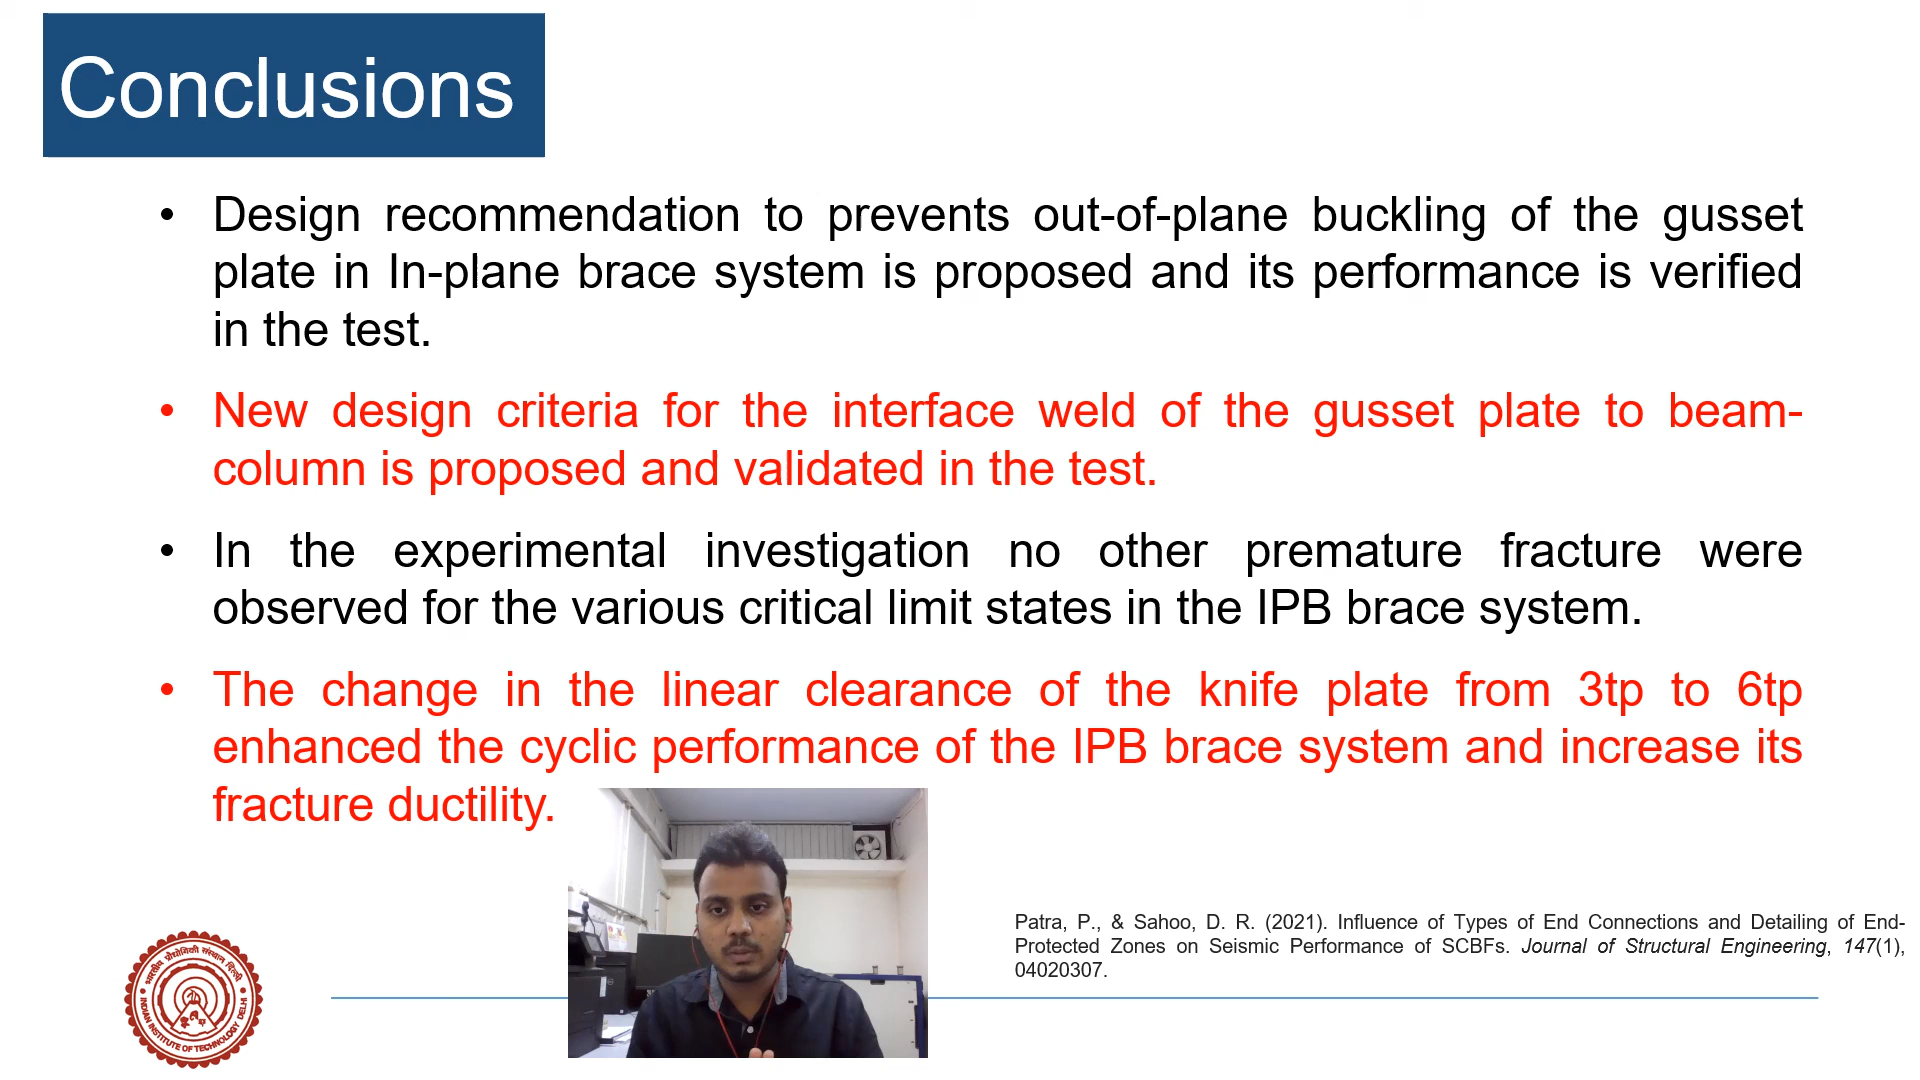 Conclusions
• Design recommendation to prevents out-of-plane buckling of the gusset
plate in In-plane brace system is proposed and its performance is verified
in the test.
• New design criteria for the interface weld of the gusset plate to beam-
column is proposed and validated in the test.
• In the experimental investigation no other premature fracture were
observed for the various critical limit states in the IPB brace system.
• The change in the linear clearance of the knife plate from 3tp to 6tp
enhanced the cyclic performance of the IPB brace system and increase its
fracture ductility.
Patra, P., & Sahoo, D. R. (2021). Influence of Types of End Connections and Detailing of End-
Protected Zones on Seismic Performance of SCBFs. Journal of Structural Engineering, 147(1),
04020307.
भारतीय प्रौद्योगिकी संस्थान दिल्ली
INDIAN INSTITUTE OF TECHNOLOGY DELHI